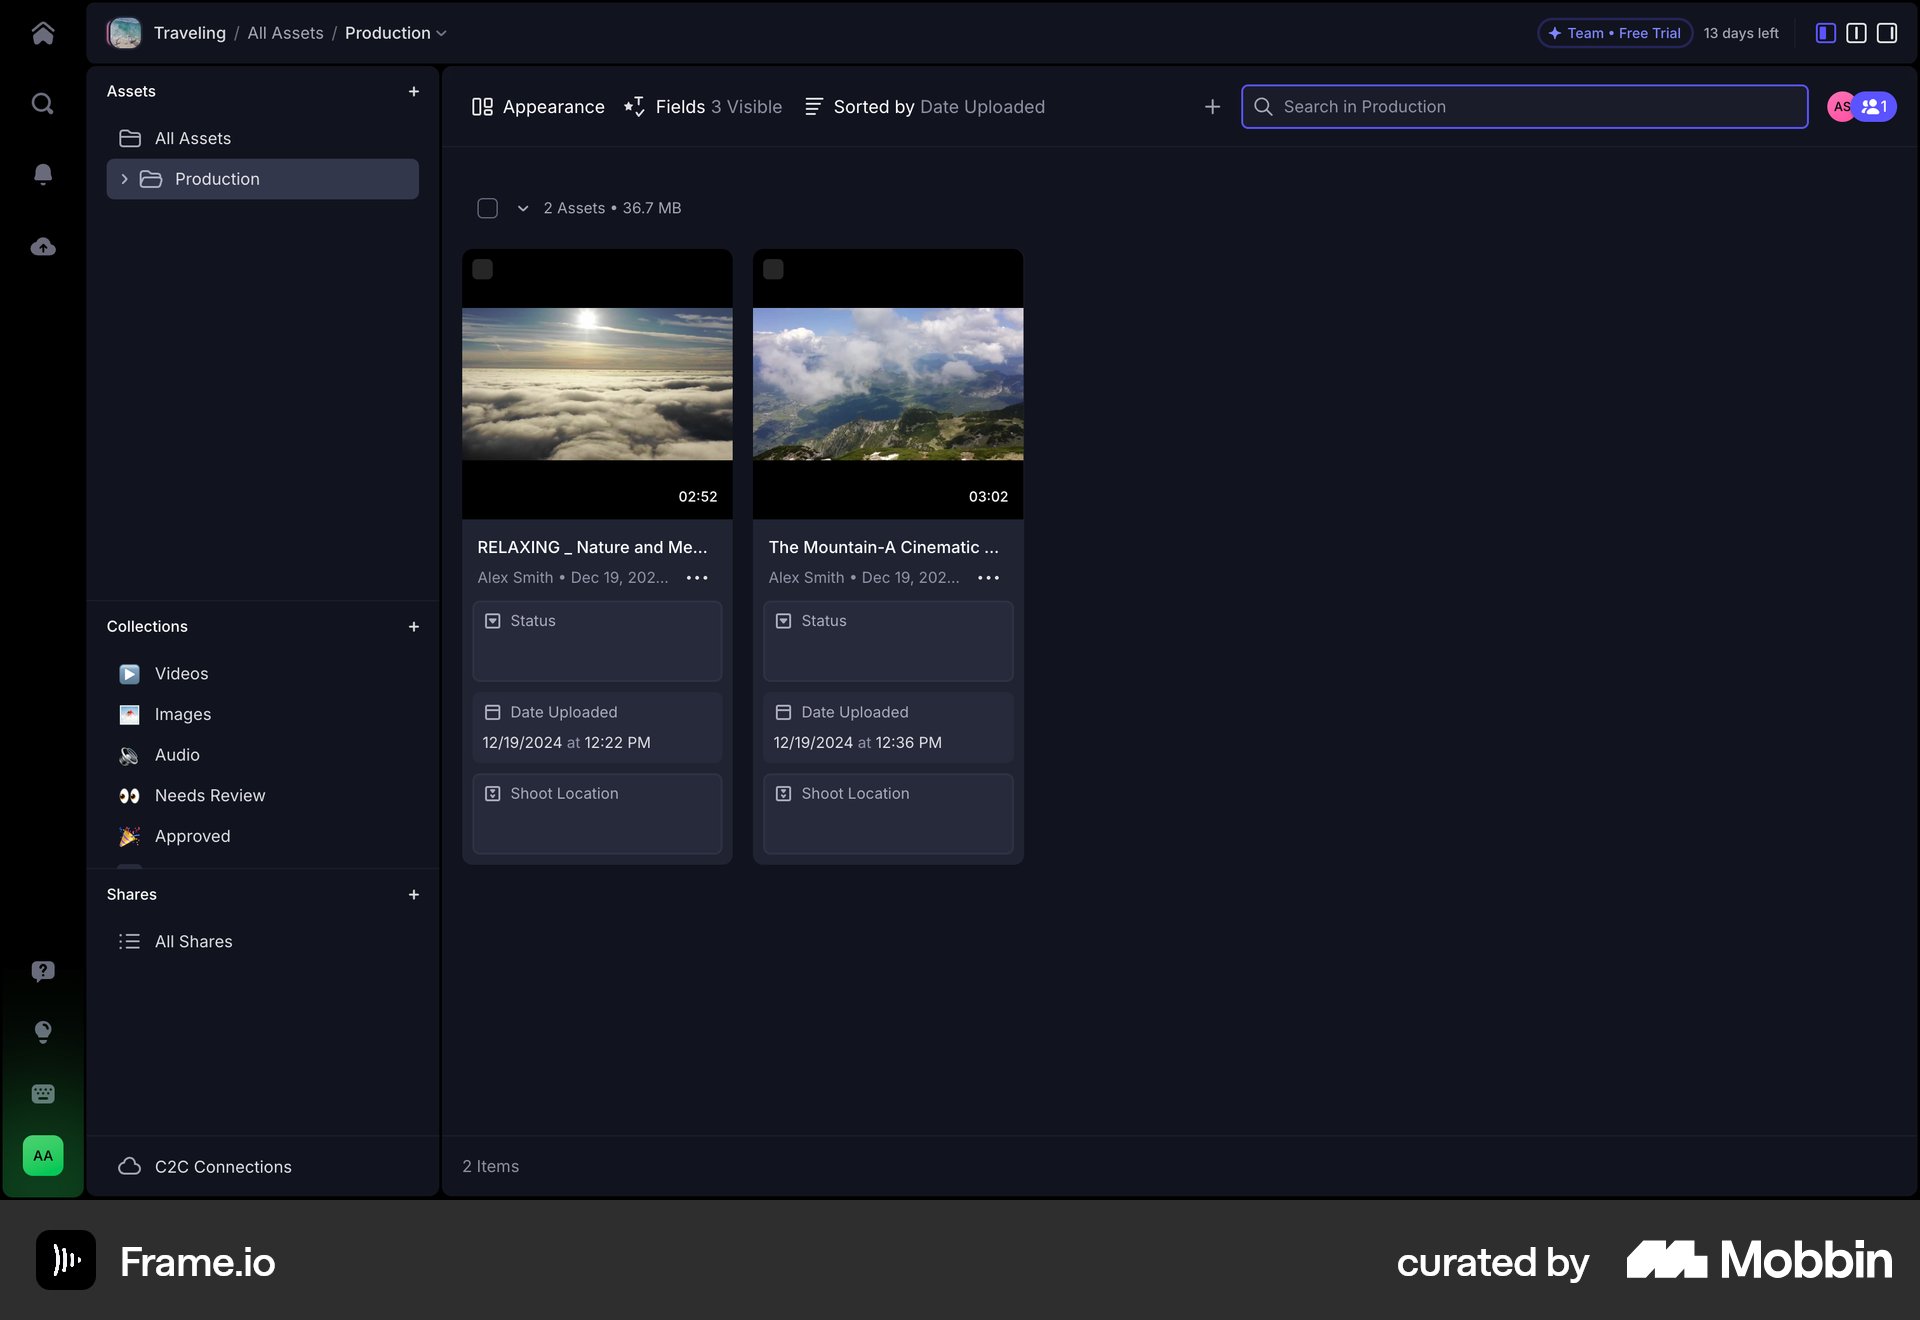 Traveling / All Assets / Production
Team • Free Trial
13 days left
Assets
All Assets
Production
Appearance
Fields 3 Visible
Sorted by Date Uploaded
Search in Production
AS
1
2 Assets • 36.7 MB
02:52
RELAXING _ Nature and Me...
Alex Smith • Dec 19, 202...
Status
Date Uploaded
12/19/2024 at 12:22 PM
Shoot Location
03:02
The Mountain-A Cinematic ...
Alex Smith • Dec 19, 202...
Status
Date Uploaded
12/19/2024 at 12:36 PM
Shoot Location
Collections
Videos
Images
Audio
Needs Review
Approved
Shares
All Shares
AA
C2C Connections
2 Items
Frame.io
curated by
Mobbin